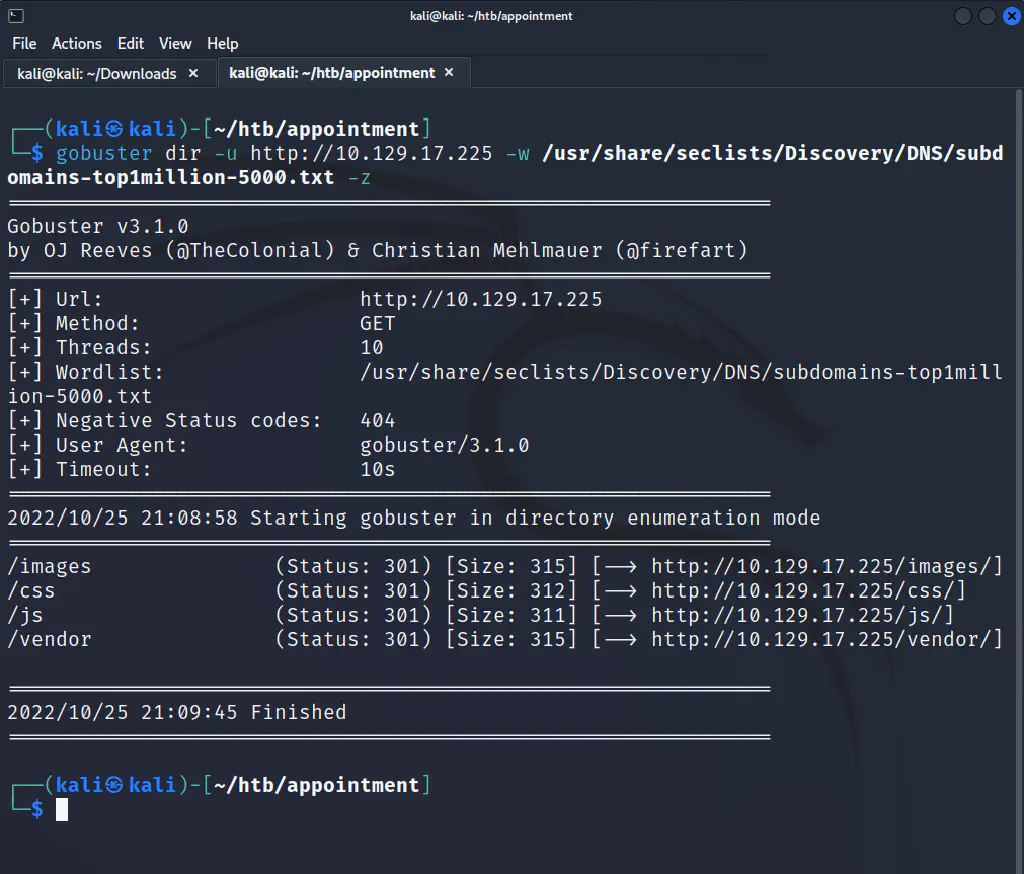 kali@kali: ~/htb/appointment
File Actions Edit View Help
kali@kali: ~/Downloads × kali@kali: ~/htb/appointment ×
┌──(kali㉿kali)-[~/htb/appointment]
└─$ gobuster dir -u http://10.129.17.225 -w /usr/share/seclists/Discovery/DNS/subd
omains-top1million-5000.txt -z
===============================================================
Gobuster v3.1.0
by OJ Reeves (@TheColonial) & Christian Mehlmauer (@firefart)
===============================================================
[+] Url:                     http://10.129.17.225
[+] Method:                  GET
[+] Threads:                 10
[+] Wordlist:                /usr/share/seclists/Discovery/DNS/subdomains-top1mill
ion-5000.txt
[+] Negative Status codes:   404
[+] User Agent:              gobuster/3.1.0
[+] Timeout:                 10s
===============================================================
2022/10/25 21:08:58 Starting gobuster in directory enumeration mode
===============================================================
/images               (Status: 301) [Size: 315] [--> http://10.129.17.225/images/]
/css                  (Status: 301) [Size: 312] [--> http://10.129.17.225/css/]
/js                   (Status: 301) [Size: 311] [--> http://10.129.17.225/js/]
/vendor               (Status: 301) [Size: 315] [--> http://10.129.17.225/vendor/]
===============================================================
2022/10/25 21:09:45 Finished
===============================================================
┌──(kali㉿kali)-[~/htb/appointment]
└─$